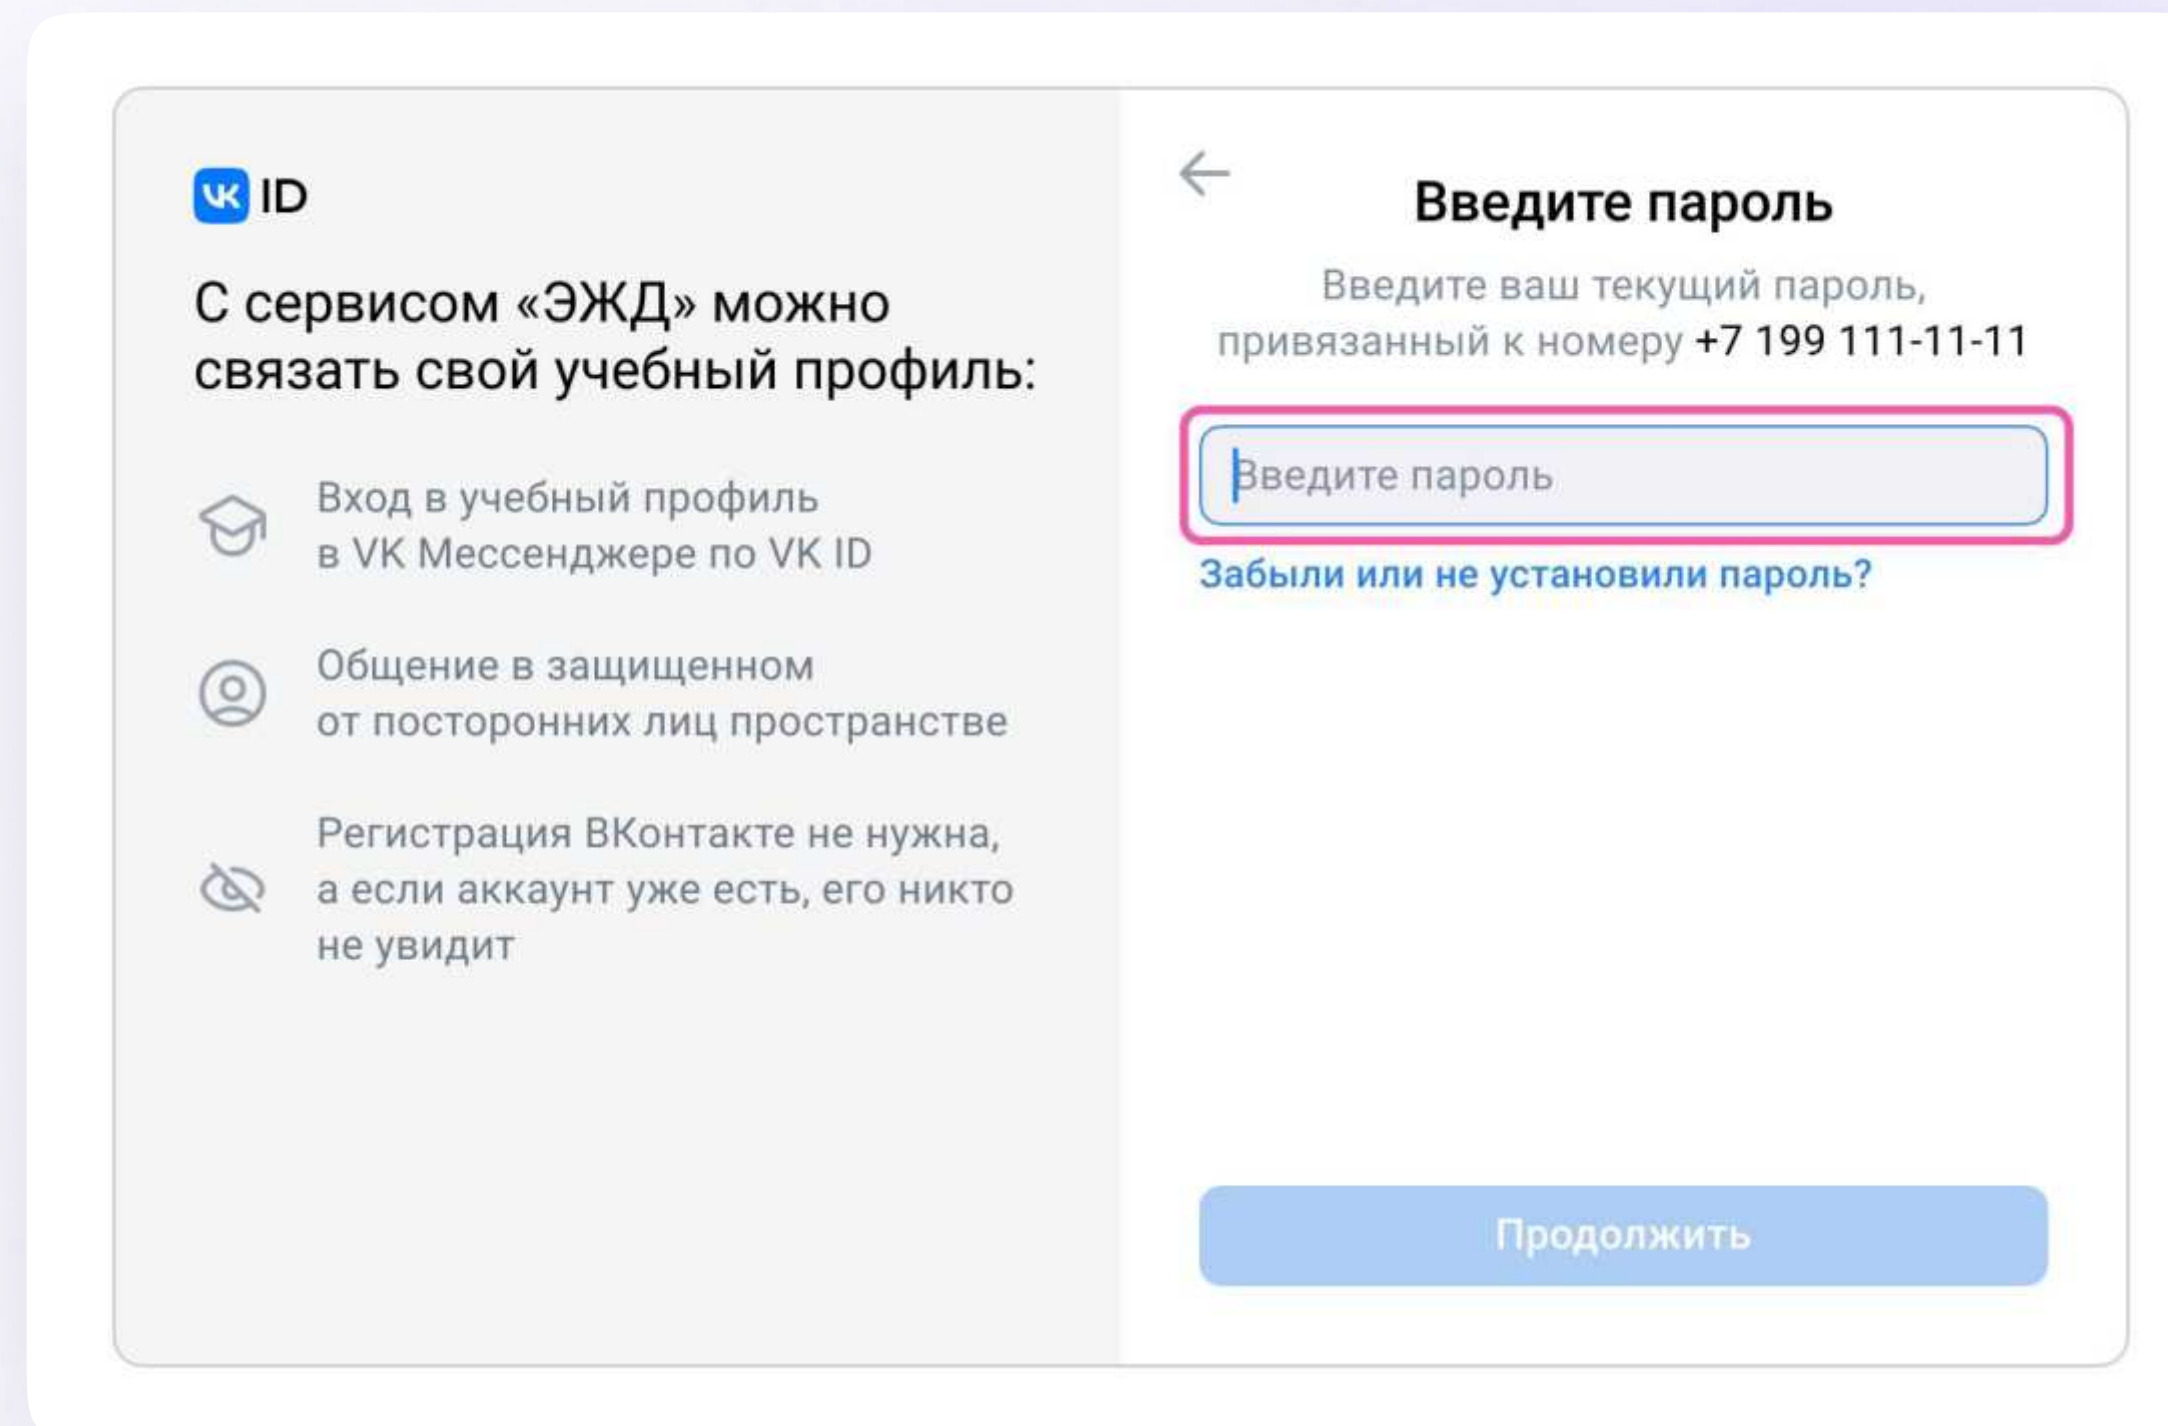 VK ID
С сервисом «ЭЖД» можно
связать свой учебный профиль:
Вход в учебный профиль
в VK Мессенджере по VK ID
Общение в защищенном
от посторонних лиц пространстве
Регистрация ВКонтакте не нужна,
а если аккаунт уже есть, его никто
не увидит
Введите пароль
Введите ваш текущий пароль,
привязанный к номеру +7 199 111-11-11
Введите пароль
Забыли или не установили пароль?
Продолжить